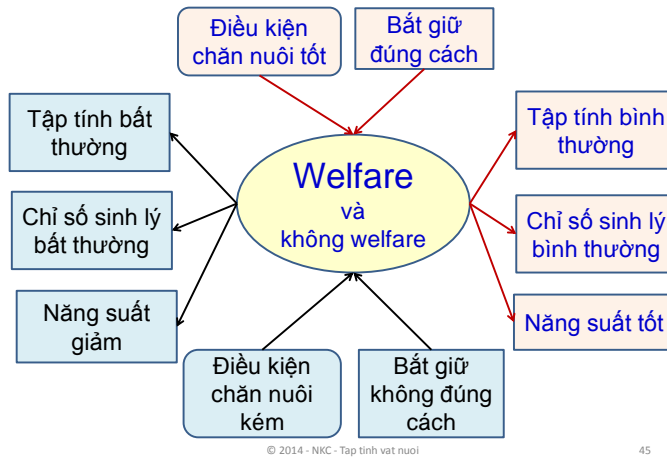 Điều kiện
chăn nuôi tốt
Bắt giữ
đúng cách
Tập tính bất
thường
Chỉ số sinh lý
bất thường
Năng suất
giảm
Welfare
và
không welfare
Tập tính bình
thường
Chỉ số sinh lý
bình thường
Năng suất tốt
Điều kiện
chăn nuôi
kém
Bắt giữ
không đúng
cách
© 2014 - NKC - Tap tinh vat nuoi
45